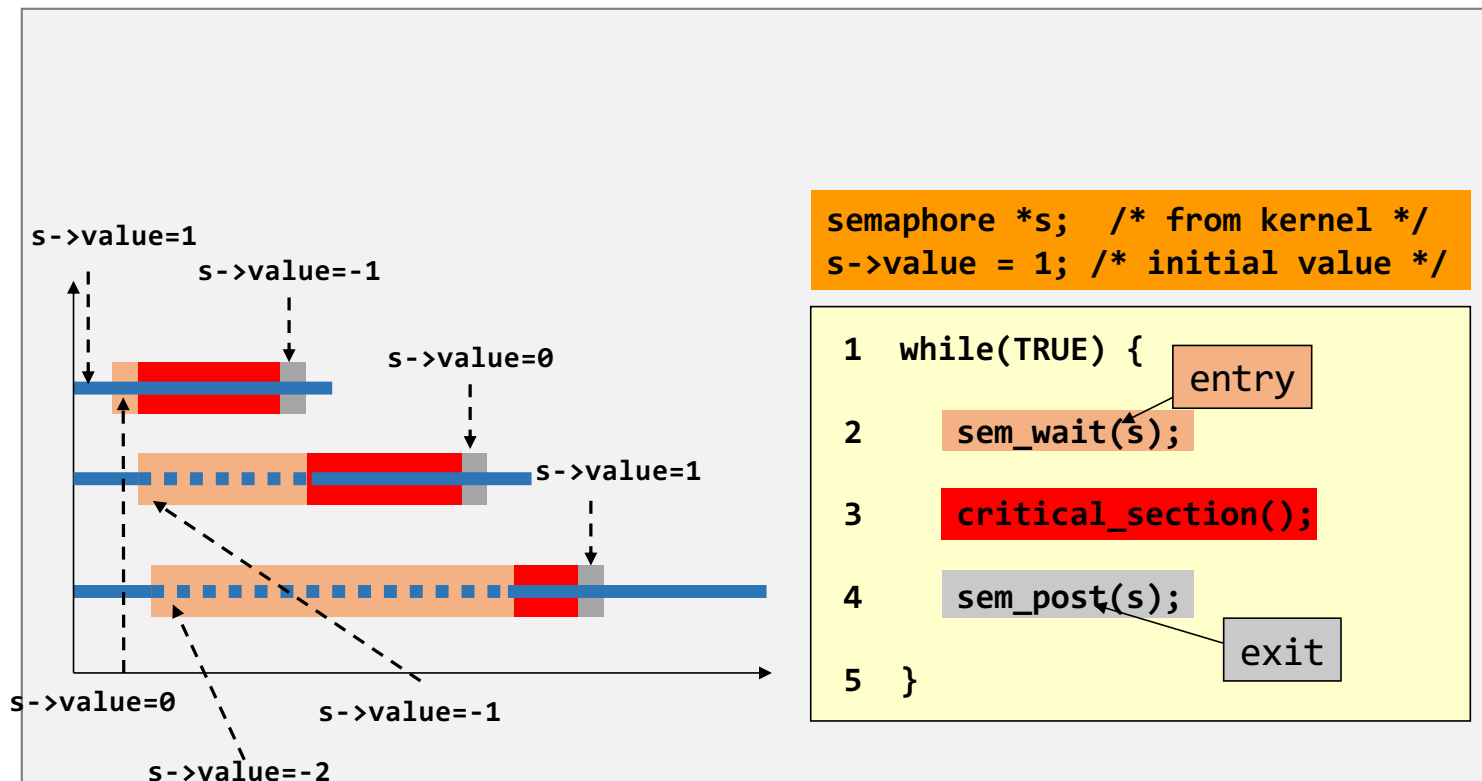 semaphore *s;  /* from kernel */
s->value = 1; /* initial value */
s->value=1
s->value=-1
s->value=0
s->value=1
s->value=0
s->value=-1
s->value=-2
1 while(TRUE) {
entry
2 sem_wait(s);
3 critical_section();
4 sem_post(s);
exit
5 }